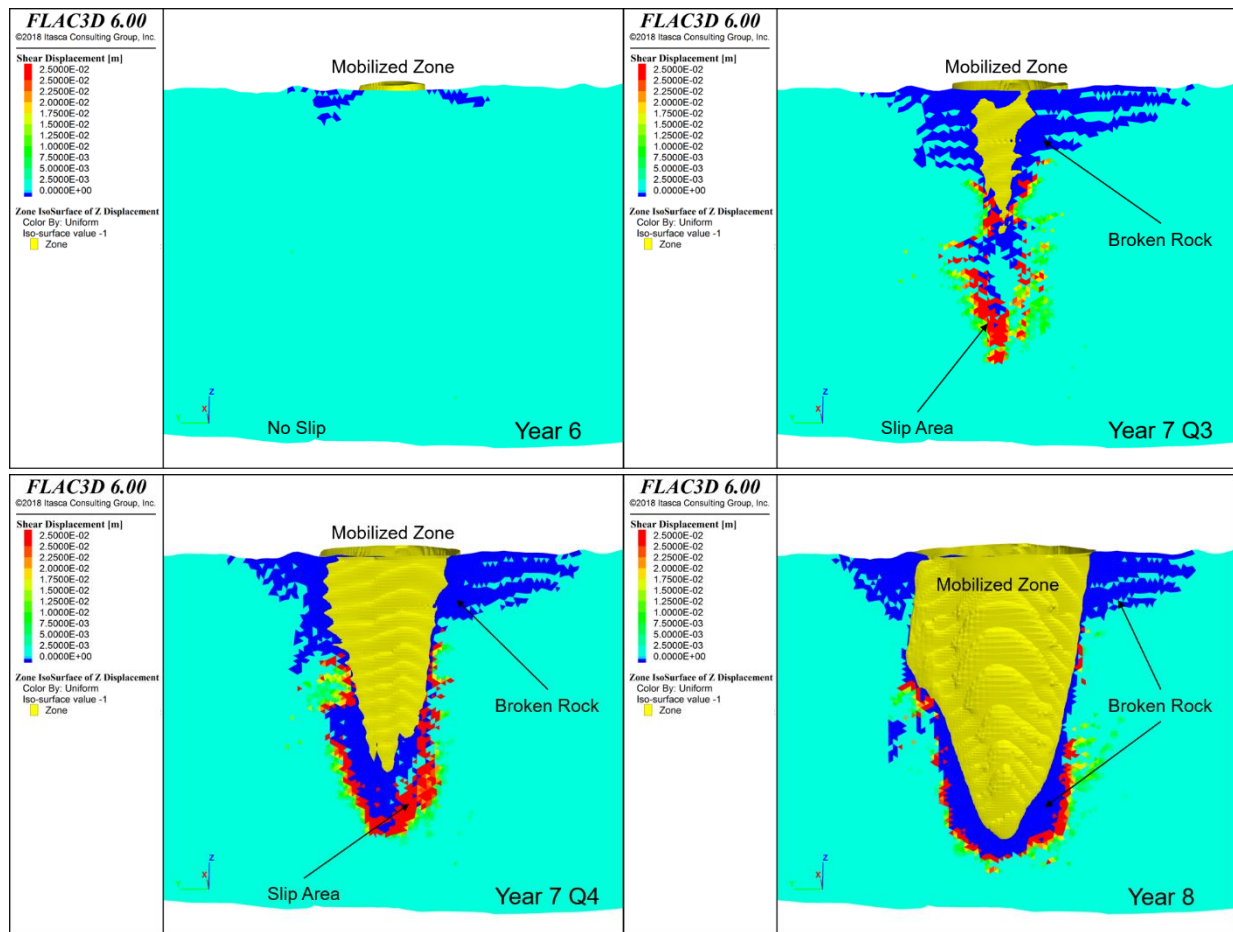 FLAC3D 6.00
©2018 Itasca Consulting Group, Inc.
Shear Displacement [m]
2.5000E-02
2.5000E-02
2.2500E-02
2.0000E-02
1.7500E-02
1.5000E-02
1.2500E-02
1.0000E-02
7.5000E-03
5.0000E-03
2.5000E-03
0.0000E+00
Zone IsoSurface of Z Displacement
Color By: Uniform
Iso-surface value -1
Zone
Mobilized Zone
Z
X
Y
No Slip
Year 6
FLAC3D 6.00
©2018 Itasca Consulting Group, Inc.
Shear Displacement [m]
2.5000E-02
2.5000E-02
2.2500E-02
2.0000E-02
1.7500E-02
1.5000E-02
1.2500E-02
1.0000E-02
7.5000E-03
5.0000E-03
2.5000E-03
0.0000E+00
Zone IsoSurface of Z Displacement
Color By: Uniform
Iso-surface value -1
Zone
Mobilized Zone
Broken Rock
Z
X
Y
Slip Area
Year 7 Q3
FLAC3D 6.00
©2018 Itasca Consulting Group, Inc.
Shear Displacement [m]
2.5000E-02
2.5000E-02
2.2500E-02
2.0000E-02
1.7500E-02
1.5000E-02
1.2500E-02
1.0000E-02
7.5000E-03
5.0000E-03
2.5000E-03
0.0000E+00
Zone IsoSurface of Z Displacement
Color By: Uniform
Iso-surface value -1
Zone
Mobilized Zone
Broken Rock
Z
X
Y
Slip Area
Year 7 Q4
FLAC3D 6.00
©2018 Itasca Consulting Group, Inc.
Shear Displacement [m]
2.5000E-02
2.5000E-02
2.2500E-02
2.0000E-02
1.7500E-02
1.5000E-02
1.2500E-02
1.0000E-02
7.5000E-03
5.0000E-03
2.5000E-03
0.0000E+00
Zone IsoSurface of Z Displacement
Color By: Uniform
Iso-surface value -1
Zone
Mobilized Zone
Broken Rock
Z
X
Y
Year 8